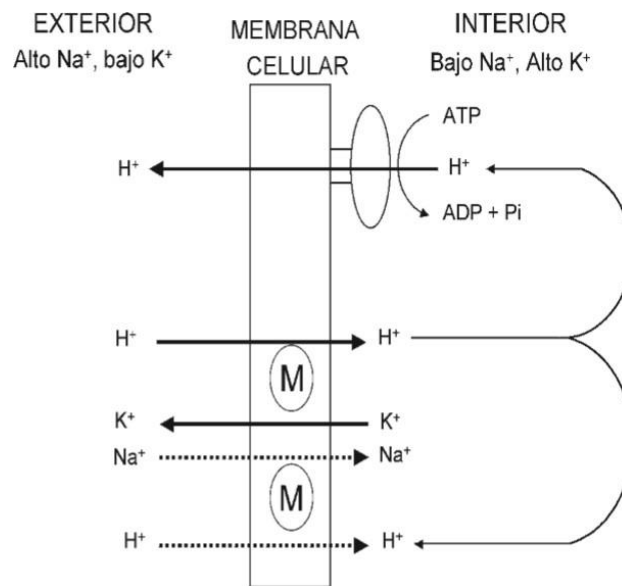 EXTERIOR
Alto Na⁺, bajo K⁺
MEMBRANA
CELULAR
INTERIOR
Bajo Na⁺, Alto K⁺
ATP
H⁺
H⁺
ADP + Pi
H⁺
H⁺
M
K⁺
K⁺
Na⁺
Na⁺
M
H⁺
H⁺